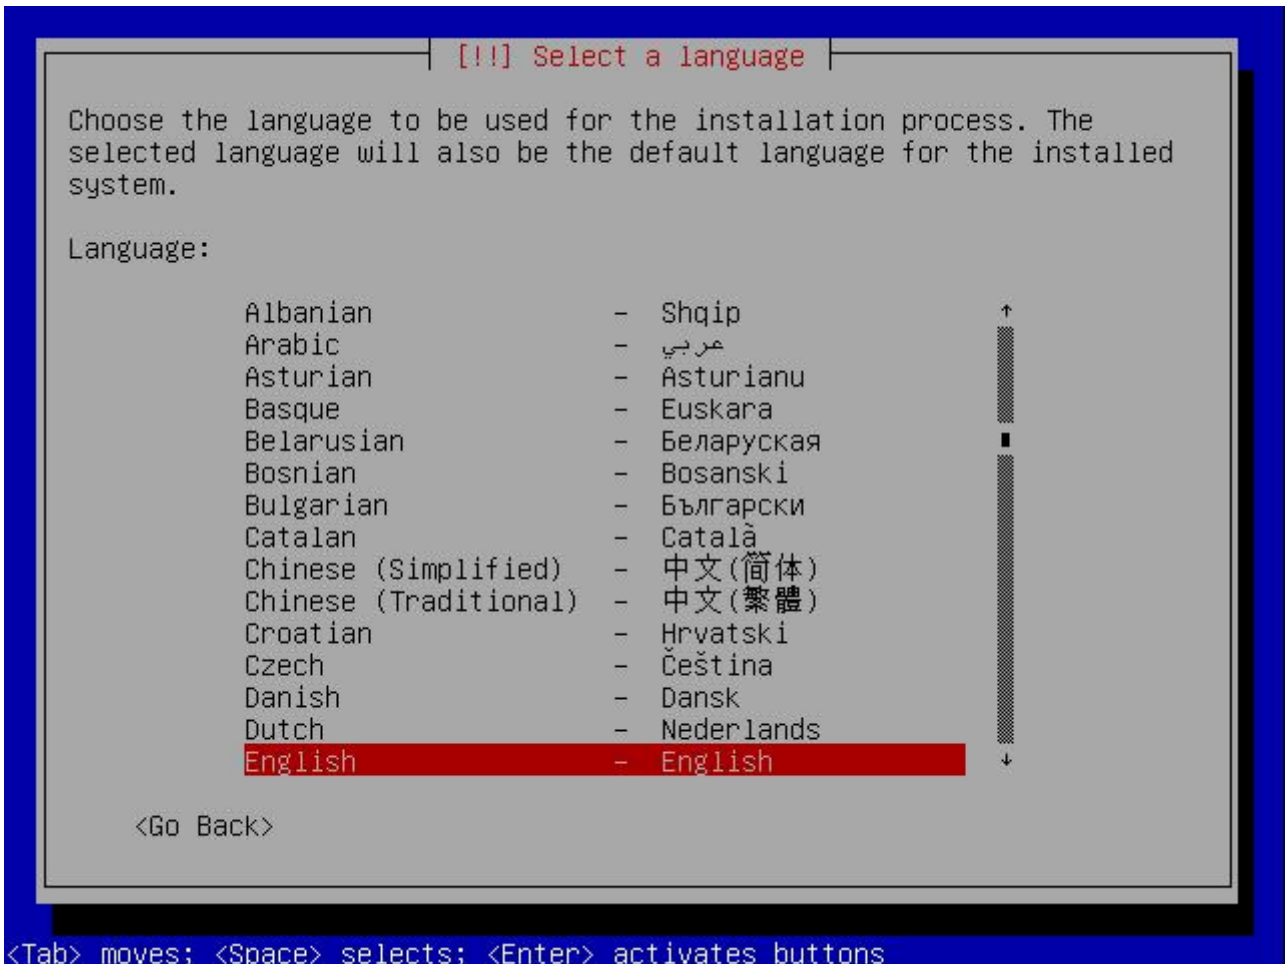 [!!] Select a language
Choose the language to be used for the installation process. The
selected language will also be the default language for the installed
system.
Language:
Albanian - Shqip
Arabic - عربي
Asturian - Asturianu
Basque - Euskara
Belarusian - Беларуская
Bosnian - Bosanski
Bulgarian - Български
Catalan - Català
Chinese (Simplified) - 中文(简体)
Chinese (Traditional) - 中文(繁體)
Croatian - Hrvatski
Czech - Čeština
Danish - Dansk
Dutch - Nederlands
English - English
<Go Back>
<Tab> moves; <Space> selects; <Enter> activates buttons